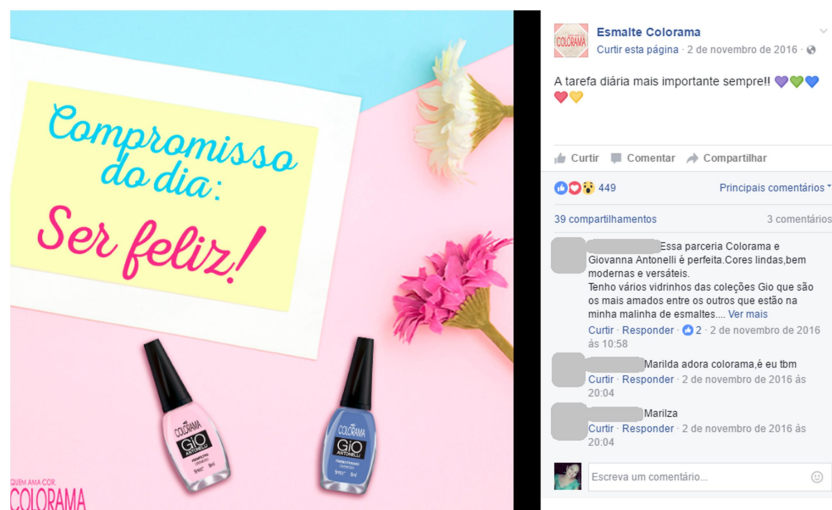 Compromisso
do dia:
Ser feliz!
COLORAMA
GiO
ANTONELLI
COLORAMA
GiO
ANTONELLI
QUEM AMA COR,
COLORAMA
COLORAMA
Esmalte Colorama
Curtir esta página · 2 de novembro de 2016 ·
A tarefa diária mais importante sempre!! 💜💚💙
❤️💛
Curtir Comentar Compartilhar
449 Principais comentários
39 compartilhamentos 3 comentários
Essa parceria Colorama e
Giovanna Antonelli è perfeita.Cores lindas,bem
modernas e versáteis.
Tenho vários vidrinhos das coleções Gio que são
os mais amados entre os outros que estão na
minha malinha de esmaltes.... Ver mais
Curtir · Responder · 2 · 2 de novembro de 2016
às 10:58
Marilda adora colorama,é eu tbm
Curtir · Responder · 2 de novembro de 2016 às
20:04
Marilza
Curtir · Responder · 2 de novembro de 2016 às
20:04
Escreva um comentário...